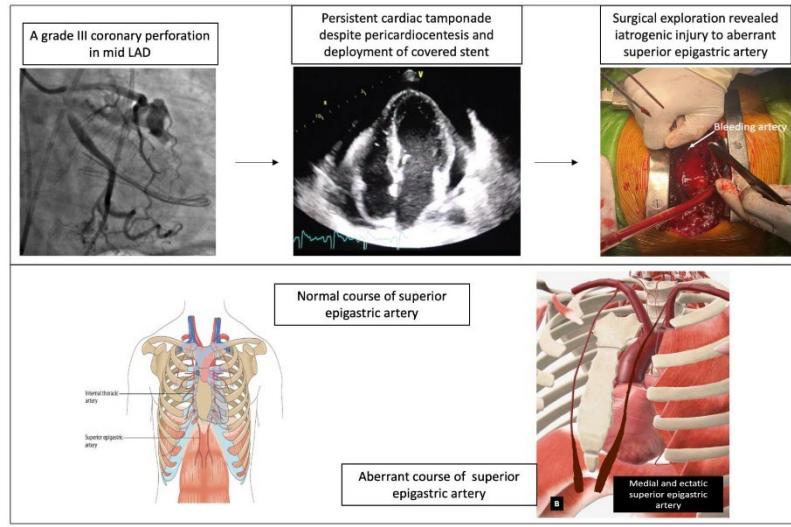 A grade III coronary perforation
in mid LAD
Persistent cardiac tamponade
despite pericardiocentesis and
deployment of covered stent
Surgical exploration revealed
iatrogenic injury to aberrant
superior epigastric artery
V
Bleeding artery
Normal course of superior
epigastric artery
Internal thoracic
artery
Superior epigastric
artery
Aberrant course of superior
epigastric artery
B
Medial and ectatic
superior epigastric
artery